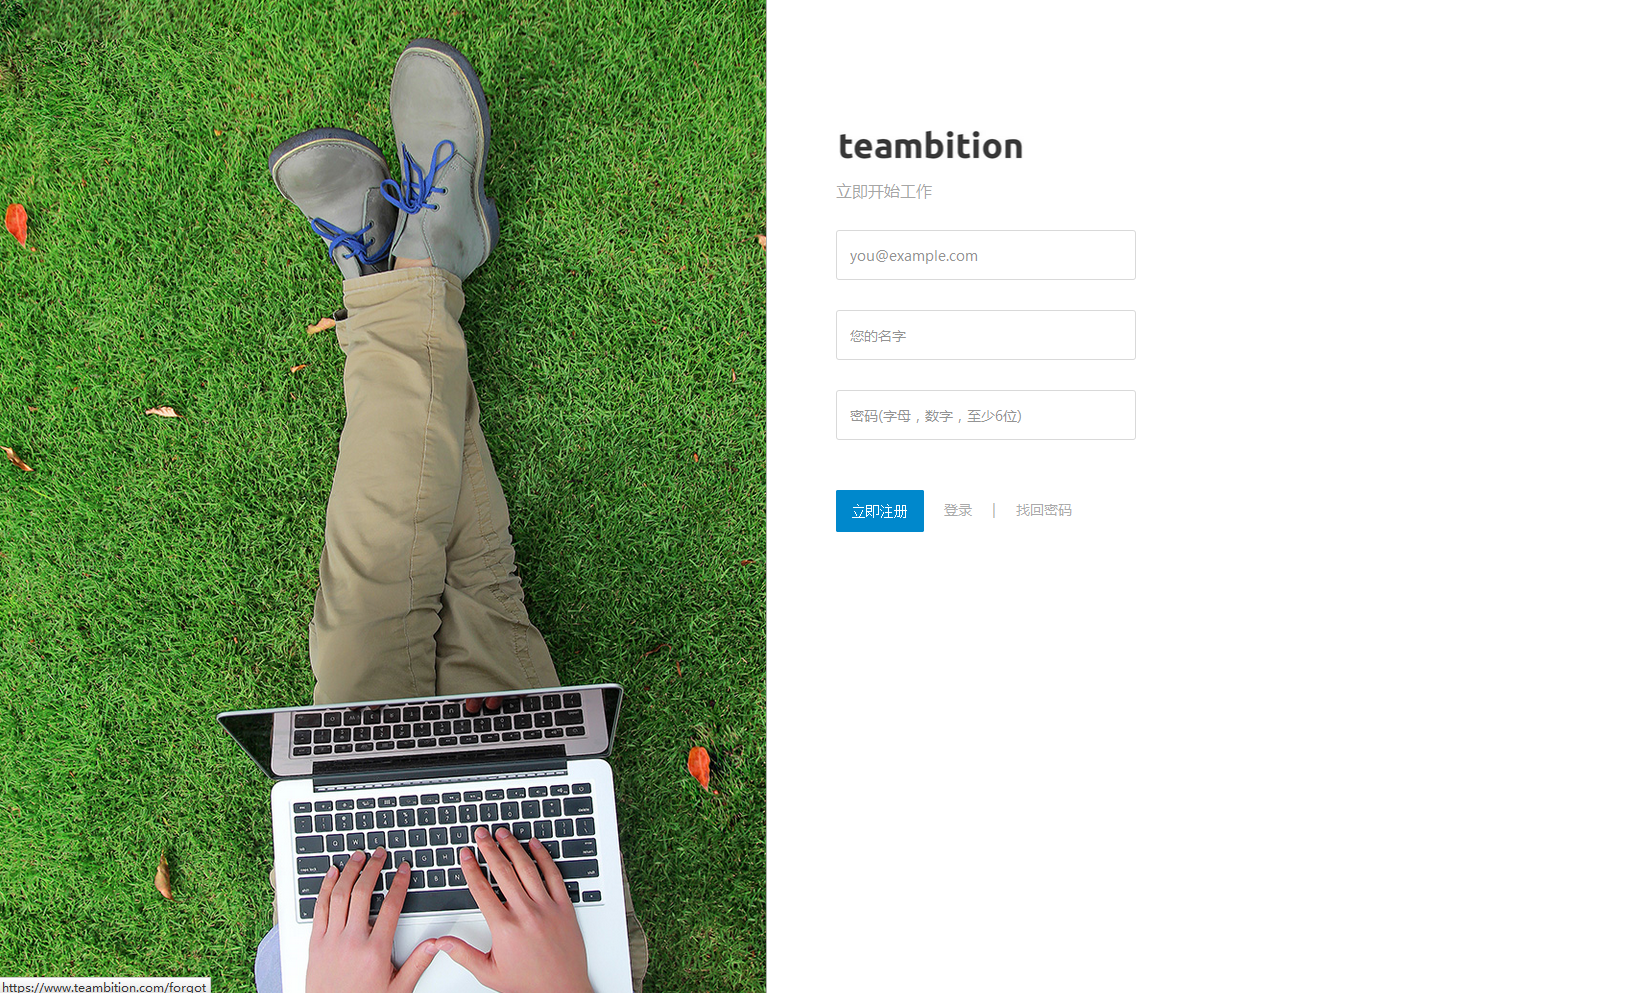 teambition
立即开始工作
you@example.com
您的名字
密码(字母，数字，至少6位)
立即注册 登录 | 找回密码
https://www.teambition.com/forgot